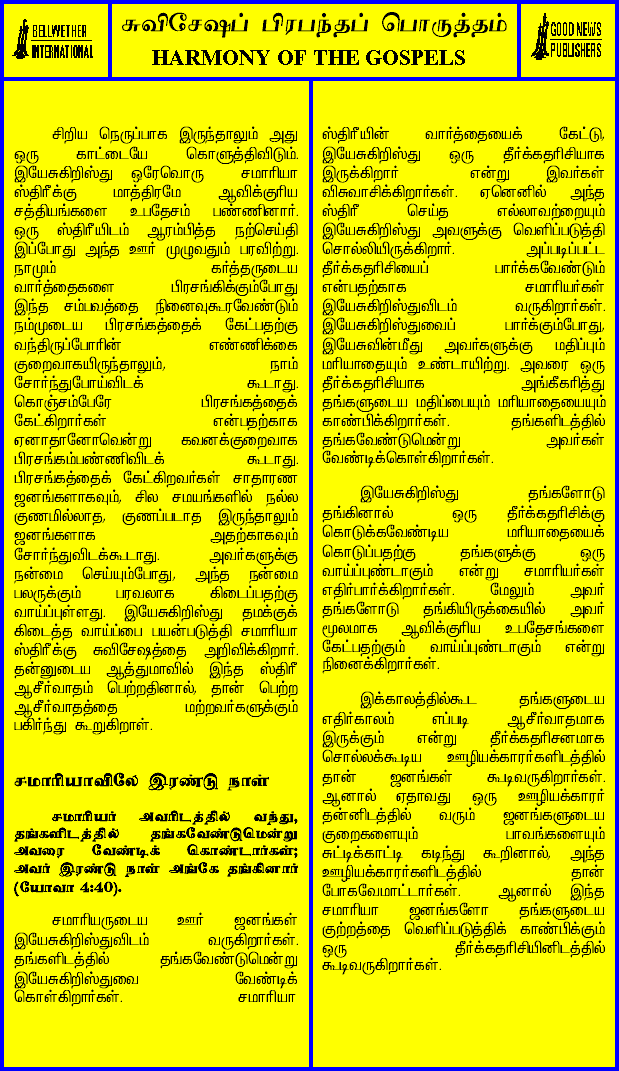 BELLWETHER
INTERNATIONAL
சுவிசேஷப் பிரபந்தப் பொருத்தம்
HARMONY OF THE GOSPELS
GOOD NEWS
PUBLISHERS
சிறிய நெருப்பாக இருந்தாலும் அது
ஒரு காட்டையே கொளுத்திவிடும்.
இயேசுகிறிஸ்து ஒரேவொரு சமாரியா
ஸ்திரீக்கு மாத்திரமே ஆவிக்குரிய
சத்தியங்களை உபதேசம் பண்ணினார்.
ஒரு ஸ்திரீயிடம் ஆரம்பித்த நற்செய்தி
இப்போது அந்த ஊர் முழுவதும் பரவிற்று.
நாமும் கர்த்தருடைய
வார்த்தைகளை பிரசங்கிக்கும்போது
இந்த சம்பவத்தை நினைவுகூரவேண்டும்
நம்முடைய பிரசங்கத்தைக் கேட்பதற்கு
வந்திருப்போரின் எண்ணிக்கை
குறைவாகயிருந்தாலும், நாம்
சோர்ந்துபோய்விடக் கூடாது.
கொஞ்சம்பேரே பிரசங்கத்தைக்
கேட்கிறார்கள் என்பதற்காக
ஏனாதானோவென்று கவனக்குறைவாக
பிரசங்கம்பண்ணிவிடக் கூடாது.
பிரசங்கத்தைக் கேட்கிறவர்கள் சாதாரண
ஜனங்களாகவும், சில சமயங்களில் நல்ல
குணமில்லாத, குணப்படாத இருந்தாலும்
ஜனங்களாக அதற்காகவும்
சோர்ந்துவிடக்கூடாது. அவர்களுக்கு
நன்மை செய்யும்போது, அந்த நன்மை
பலருக்கும் பரவலாக கிடைப்பதற்கு
வாய்ப்புள்ளது. இயேசுகிறிஸ்து தமக்குக்
கிடைத்த வாய்ப்பை பயன்படுத்தி சமாரியா
ஸ்திரீக்கு சுவிசேஷத்தை அறிவிக்கிறார்.
தன்னுடைய ஆத்துமாவில் இந்த ஸ்திரீ
ஆசீர்வாதம் பெற்றதினால், தான் பெற்ற
ஆசீர்வாதத்தை மற்றவர்களுக்கும்
பகிர்ந்து கூறுகிறாள்.
சமாரியாவிலே இரண்டு நாள்
சமாரியர் அவரிடத்தில் வந்து,
தங்களிடத்தில் தங்கவேண்டுமென்று
அவரை வேண்டிக் கொண்டார்கள்;
அவர் இரண்டு நாள் அங்கே தங்கினார்
(யோவா 4:40).
சமாரியருடைய ஊர் ஜனங்கள்
இயேசுகிறிஸ்துவிடம் வருகிறார்கள்.
தங்களிடத்தில் தங்கவேண்டுமென்று
இயேசுகிறிஸ்துவை வேண்டிக்
கொள்கிறார்கள். சமாரியா
ஸ்திரீயின் வார்த்தையைக் கேட்டு,
இயேசுகிறிஸ்து ஒரு தீர்க்கதரிசியாக
இருக்கிறார் என்று இவர்கள்
விசுவாசிக்கிறார்கள். ஏனெனில் அந்த
ஸ்திரீ செய்த எல்லாவற்றையும்
இயேசுகிறிஸ்து அவளுக்கு வெளிப்படுத்தி
சொல்லியிருக்கிறார். அப்படிப்பட்ட
தீர்க்கதரிசியைப் பார்க்கவேண்டும்
என்பதற்காக சமாரியர்கள்
இயேசுகிறிஸ்துவிடம் வருகிறார்கள்.
இயேசுகிறிஸ்துவைப் பார்க்கும்போது,
இயேசுவின்மீது அவர்களுக்கு மதிப்பும்
மரியாதையும் உண்டாயிற்று. அவரை ஒரு
தீர்க்கதரிசியாக அங்கீகரித்து
தங்களுடைய மதிப்பையும் மரியாதையையும்
காண்பிக்கிறார்கள். தங்களிடத்தில்
தங்கவேண்டுமென்று அவர்கள்
வேண்டிக்கொள்கிறார்கள்.
இயேசுகிறிஸ்து தங்களோடு
தங்கினால் ஒரு தீர்க்கதரிசிக்கு
கொடுக்கவேண்டிய மரியாதையைக்
கொடுப்பதற்கு தங்களுக்கு ஒரு
வாய்ப்புண்டாகும் என்று சமாரியர்கள்
எதிர்பார்க்கிறார்கள். மேலும் அவர்
தங்களோடு தங்கியிருக்கையில் அவர்
மூலமாக ஆவிக்குரிய உபதேசங்களை
கேட்பதற்கும் வாய்ப்புண்டாகும் என்று
நினைக்கிறார்கள்.
இக்காலத்தில்கூட தங்களுடைய
எதிர்காலம் எப்படி ஆசீர்வாதமாக
இருக்கும் என்று தீர்க்கதரிசனமாக
சொல்லக்கூடிய ஊழியக்காரர்களிடத்தில்
தான் ஜனங்கள் கூடிவருகிறார்கள்.
ஆனால் ஏதாவது ஒரு ஊழியக்காரர்
தன்னிடத்தில் வரும் ஜனங்களுடைய
குறைகளையும் பாவங்களையும்
சுட்டிக்காட்டி கடிந்து கூறினால், அந்த
ஊழியக்காரர்களிடத்தில் தான்
போகவேமாட்டார்கள். ஆனால் இந்த
சமாரியா ஜனங்களோ தங்களுடைய
குற்றத்தை வெளிப்படுத்திக் காண்பிக்கும்
ஒரு தீர்க்கதரிசியினிடத்தில்
கூடிவருகிறார்கள்.